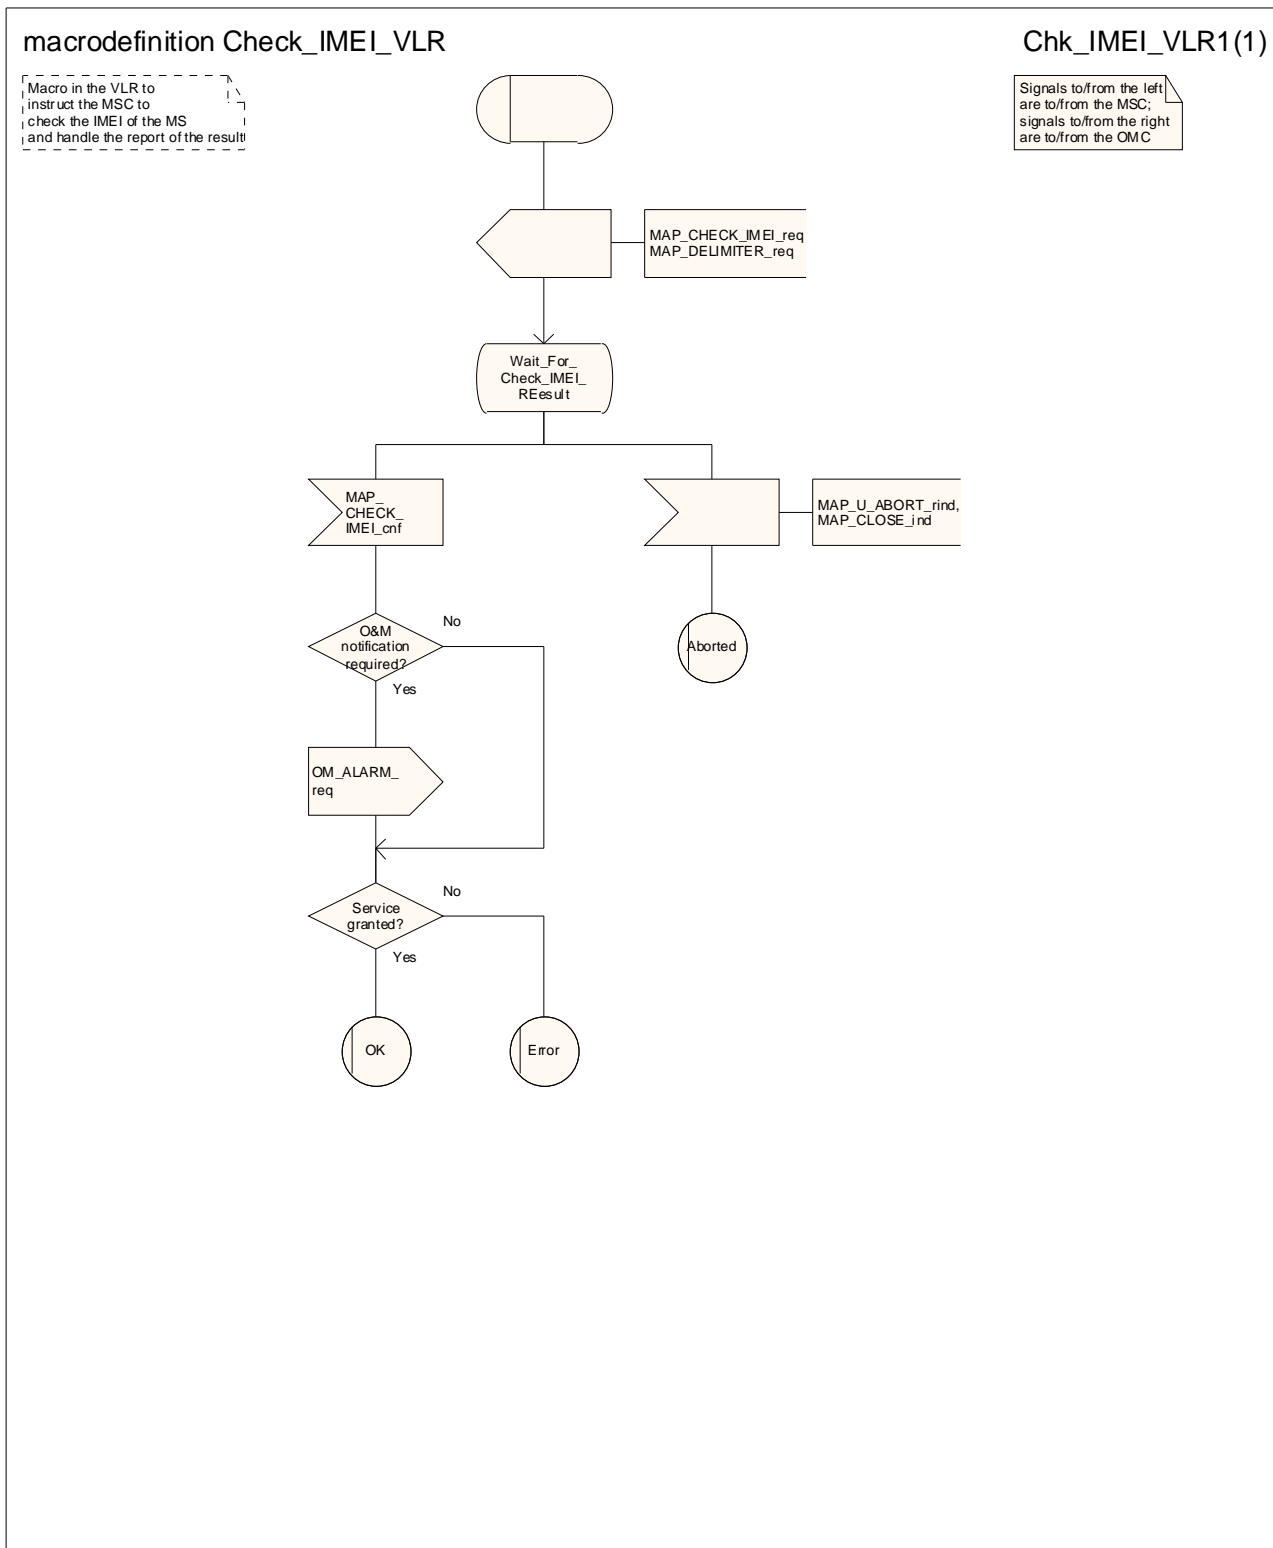 macrodefinition Check_IMEI_VLR
Chk_IMEI_VLR1(1)
Macro in the VLR to
instruct the MSC to
check the IMEI of the MS
and handle the report of the result
Signals to/from the left
are to/from the MSC;
signals to/from the right
are to/from the OMC
MAP_CHECK_IMEI_req
MAP_DELIMITER_req
Wait_For_
Check_IMEI_
REesult
MAP_
CHECK_
IMEI_cnf
MAP_U_ABORT_rind,
MAP_CLOSE_ind
O&M
notification
required?
No
Yes
Aborted
OM_ALARM_
req
Service
granted?
No
Yes
OK
Error